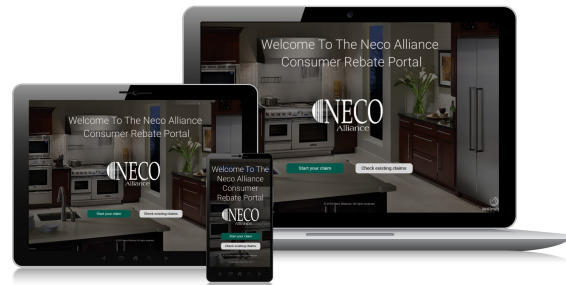 Welcome To The Neco Alliance
Consumer Rebate Portal
NECO
Alliance
Start your claim
Check existing claims
Welcome To The Neco Alliance
Consumer Rebate Portal
NECO
Alliance
Start your claim
Check existing claims
Welcome To The
Neco Alliance
Consumer
Rebate Portal
NECO
Alliance
Start your claim
Check existing claims